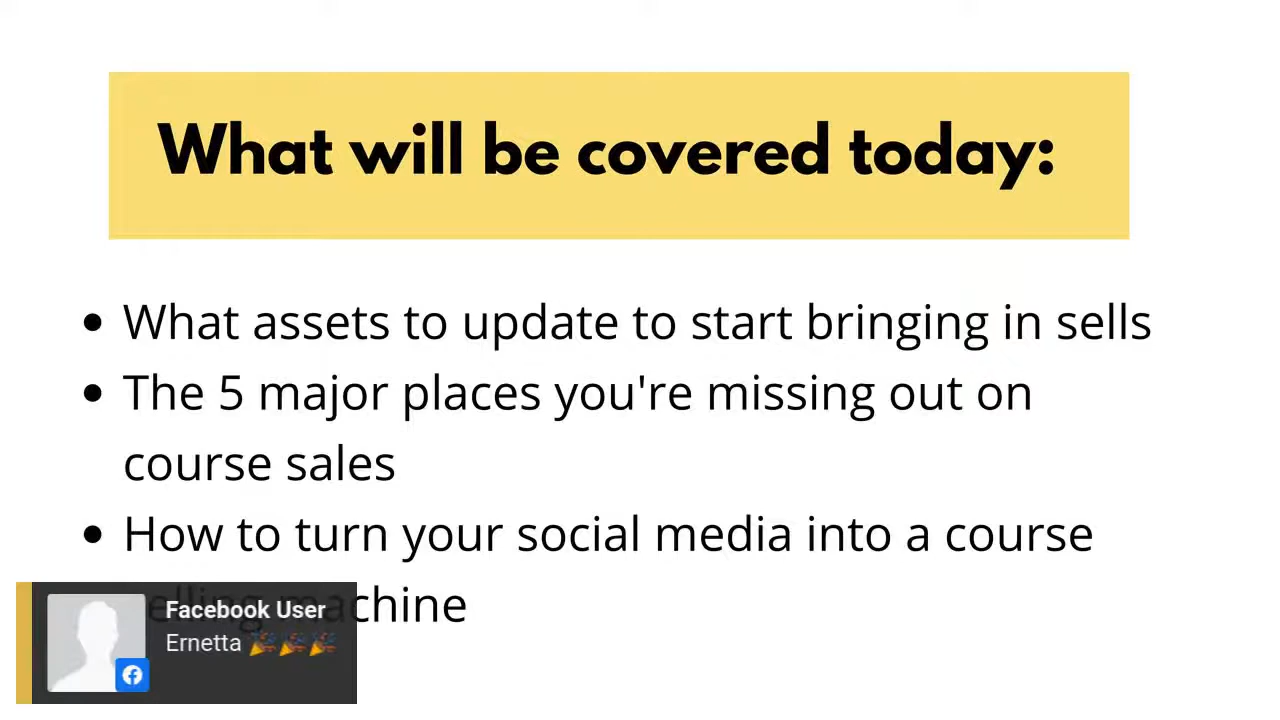 What will be covered today:
• What assets to update to start bringing in sells
• The 5 major places you're missing out on
course sales
• How to turn your social media into a course
selling machine
Facebook User
Ernetta 🎉🎉🎉